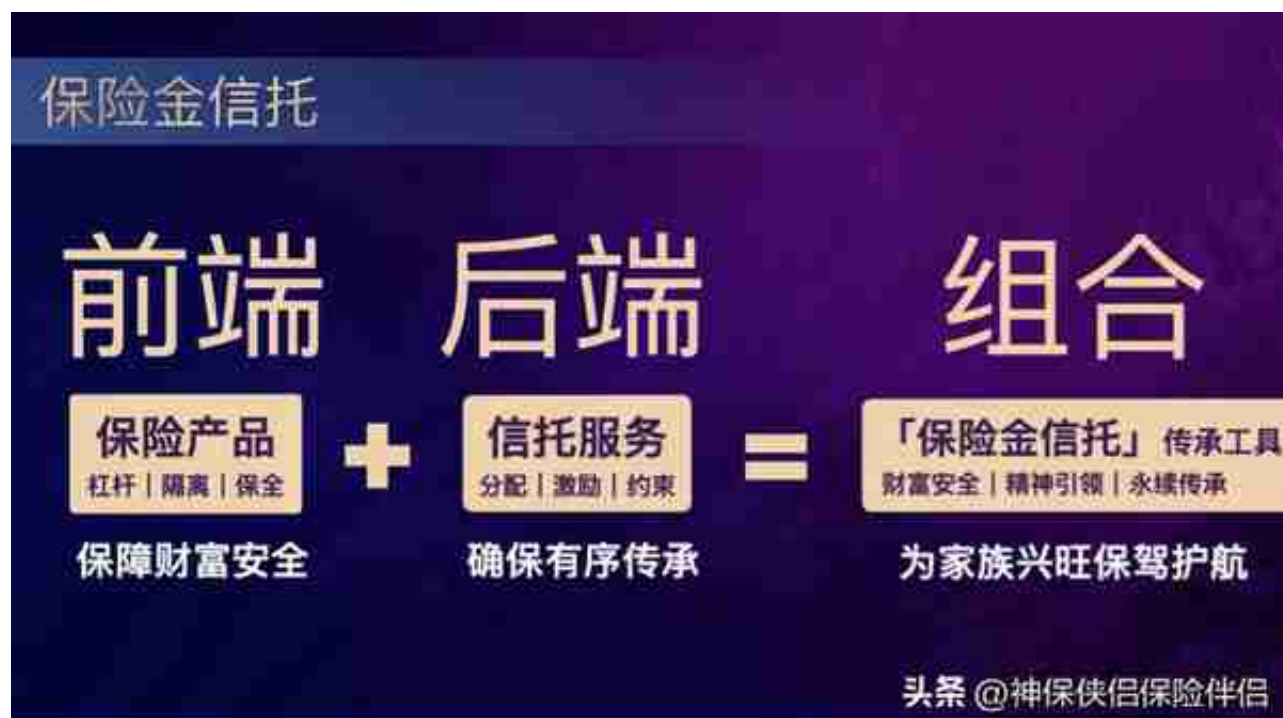 保险金信托
前端 后端 组合
保险产品 + 信托服务 = 「保险金信托」传承工具
杠杆｜隔离｜保全 分配｜激励｜约束 财富安全｜精神引领｜永续传承
保障财富安全 确保有序传承 为家族兴旺保驾护航
头条 @神保侠侣保险伴侣